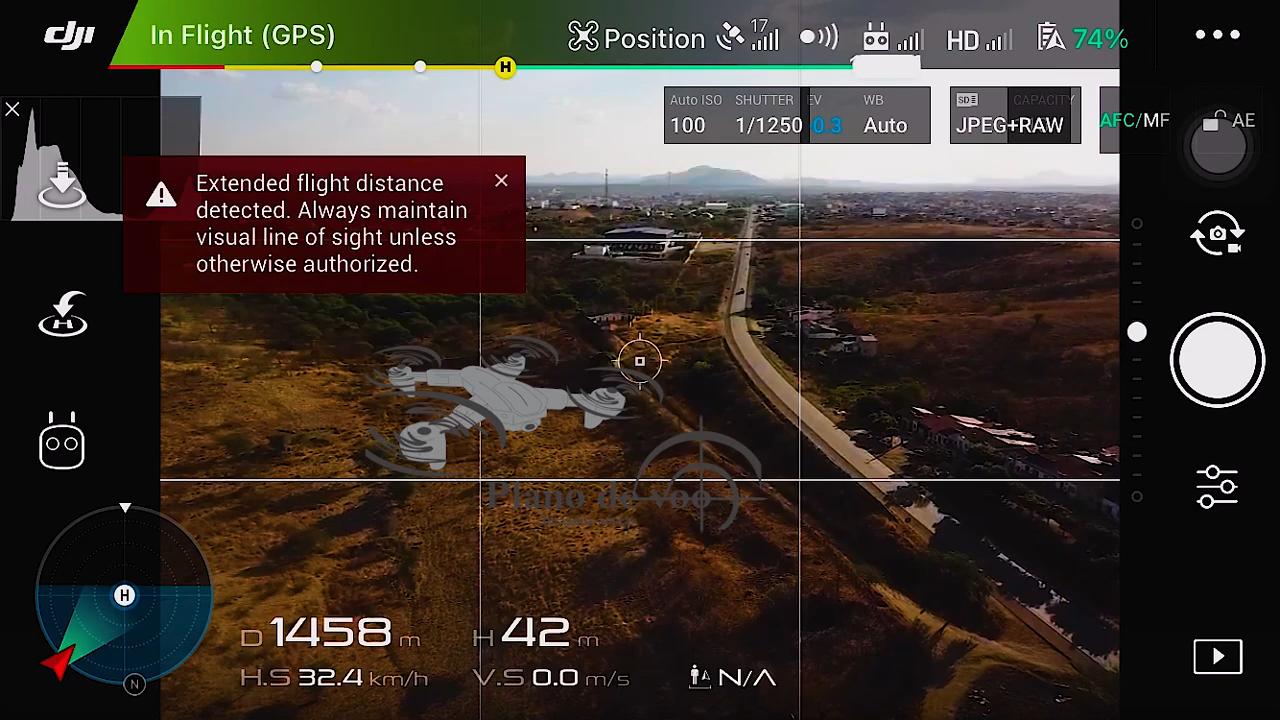 dji
In Flight (GPS)
H
Position
17
HD
74%
Auto ISO
100
SHUTTER
1/1250
EV
-0.3
WB
Auto
SD
CAPACITY
JPEG+RAW
AFC/MF
AE
Extended flight distance
detected. Always maintain
visual line of sight unless
otherwise authorized.
Plano de voo
H
N
D 1458 m
H 42 m
H.S 32.4 km/h
V.S 0.0 m/s
N/A